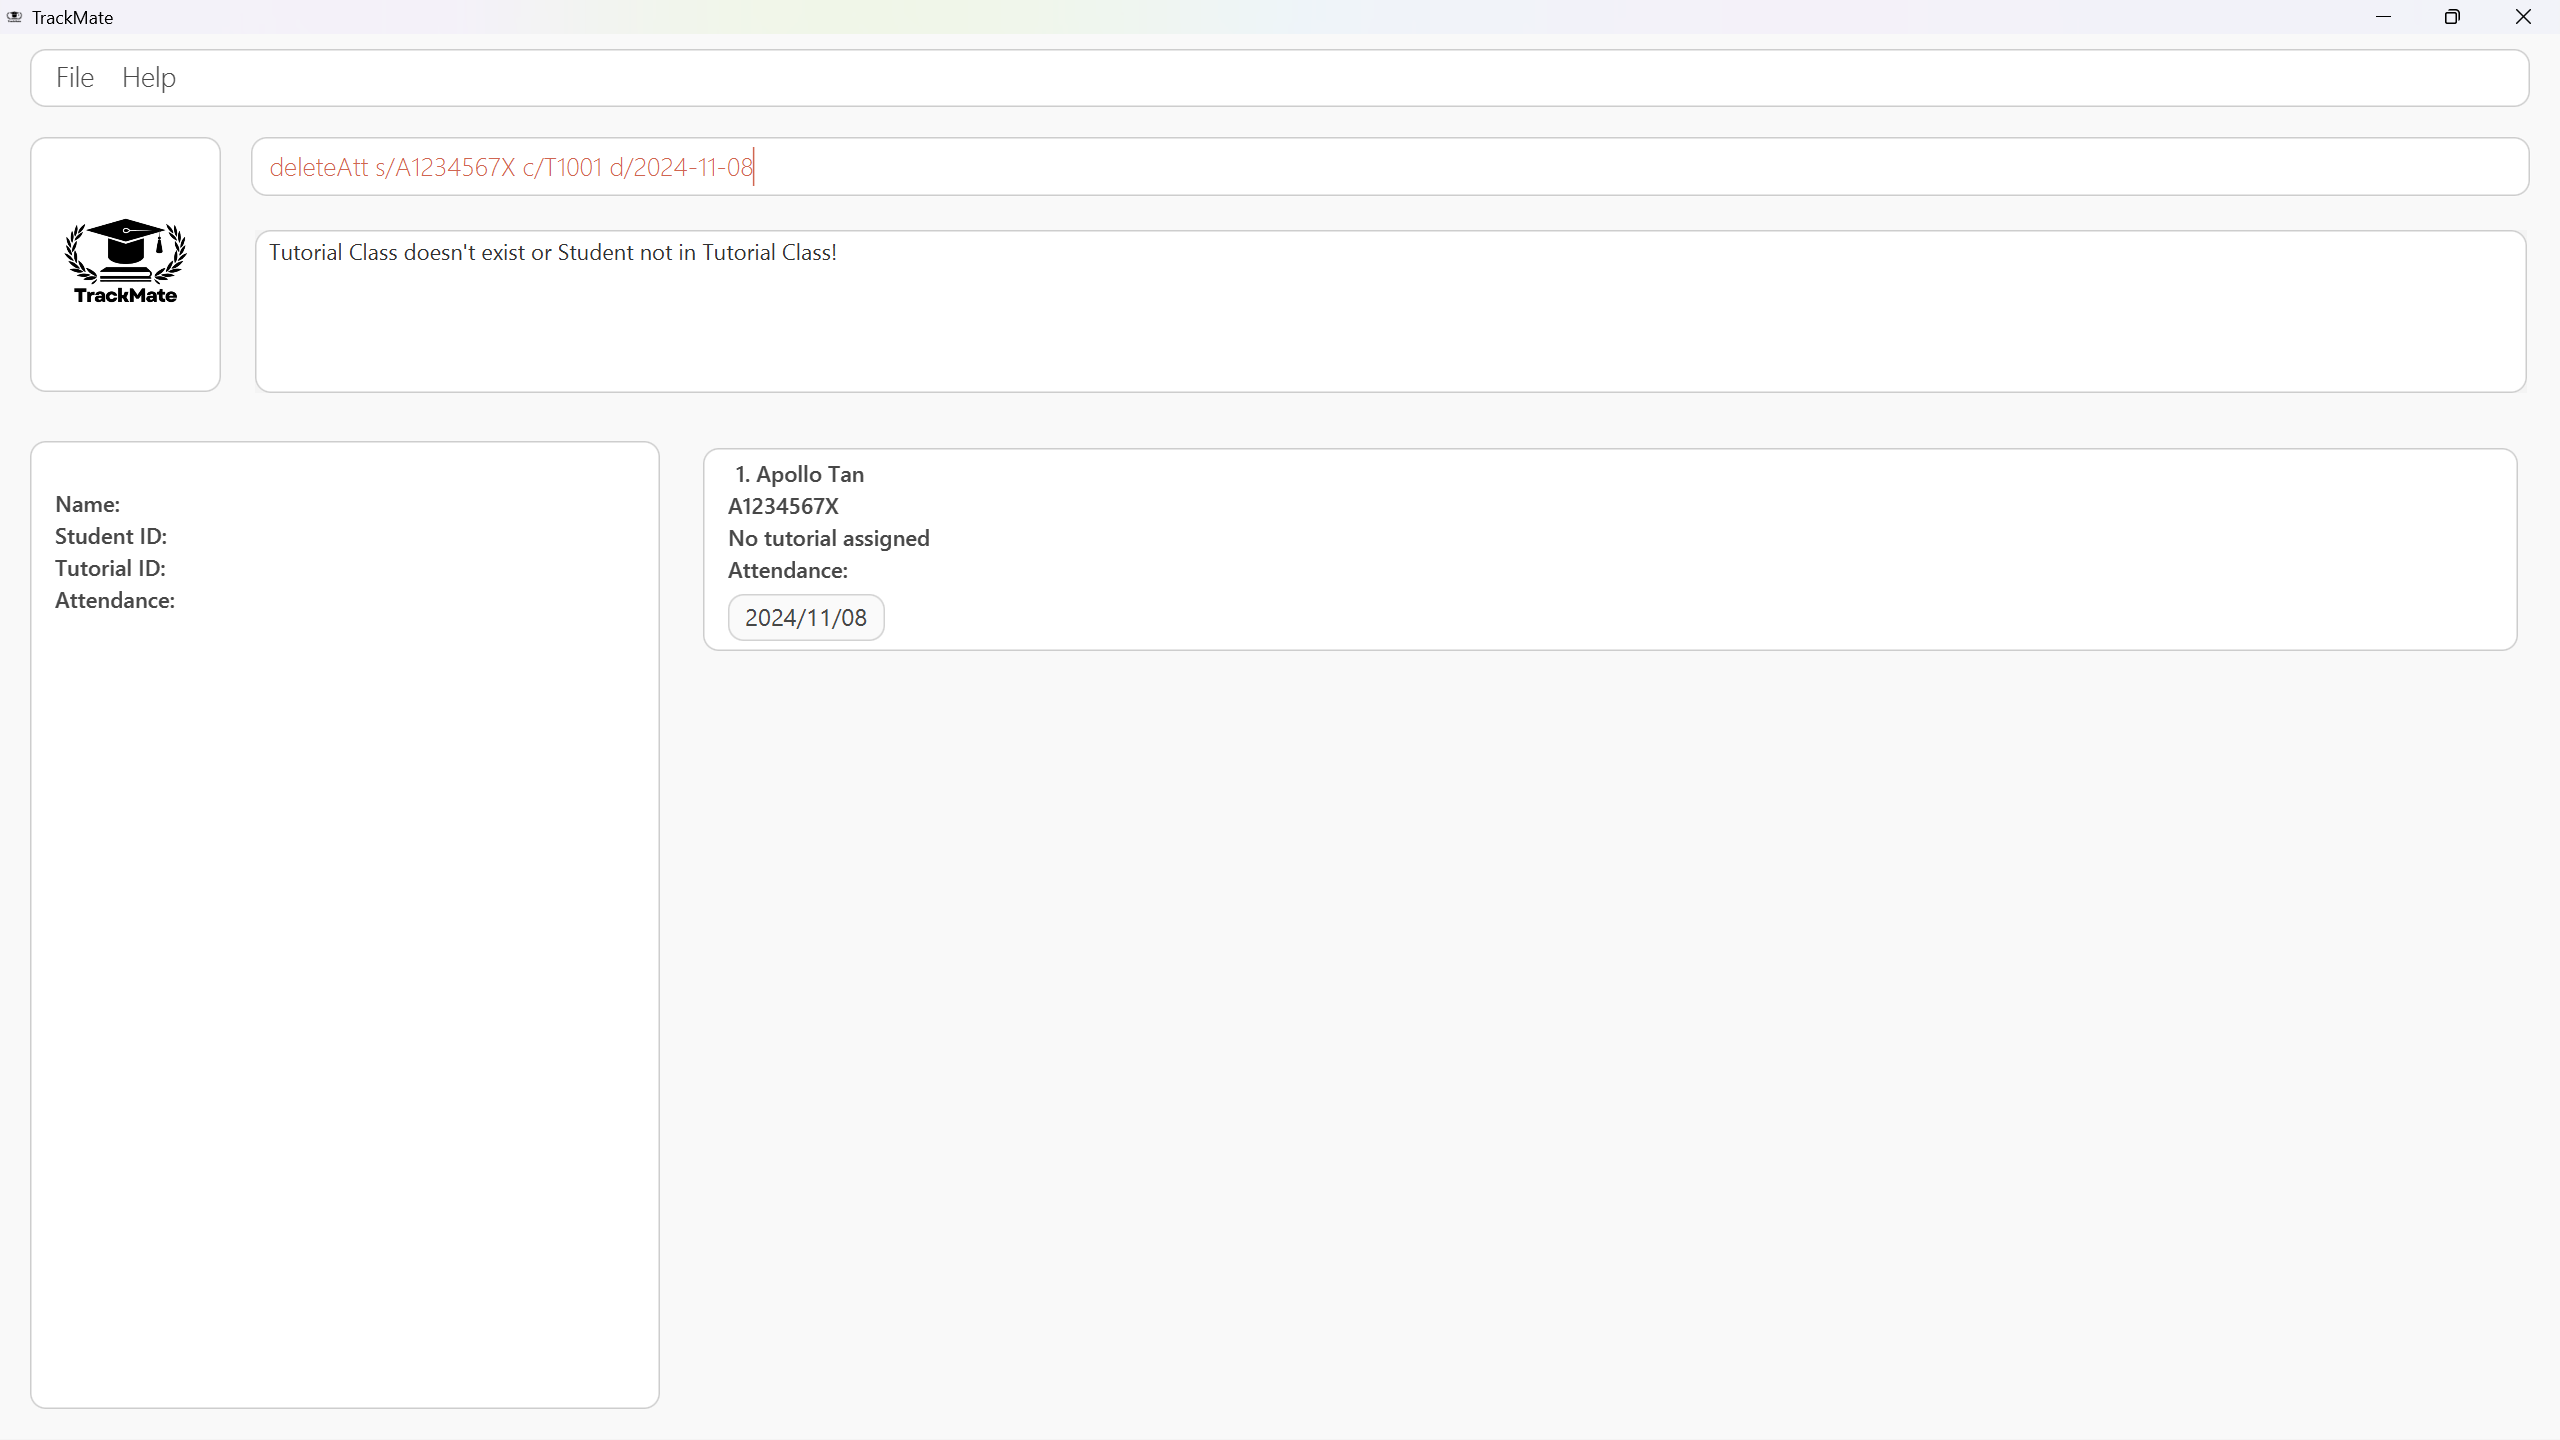 TrackMate
File Help
deleteAtt s/A1234567X c/T1001 d/2024-11-08
TrackMate
Tutorial Class doesn't exist or Student not in Tutorial Class!
Name:
Student ID:
Tutorial ID:
Attendance:
1. Apollo Tan
A1234567X
No tutorial assigned
Attendance:
2024/11/08